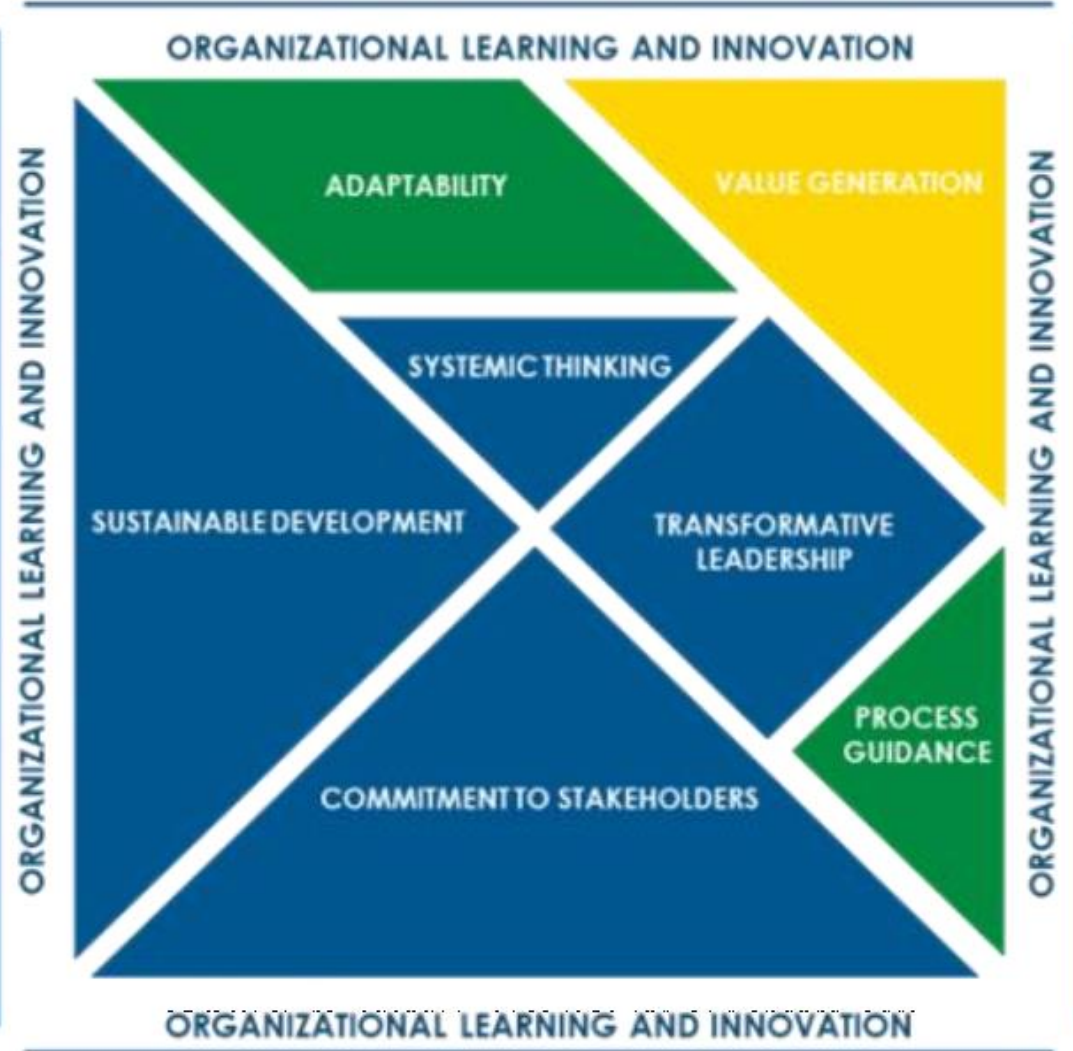 ORGANIZATIONAL LEARNING AND INNOVATION
ORGANIZATIONAL LEARNING AND INNOVATION
ADAPTABILITY
VALUE GENERATION
ORGANIZATIONAL LEARNING AND INNOVATION
SYSTEMIC THINKING
SUSTAINABLE DEVELOPMENT
TRANSFORMATIVE
LEADERSHIP
PROCESS
GUIDANCE
COMMITMENT TO STAKEHOLDERS
ORGANIZATIONAL LEARNING AND INNOVATION